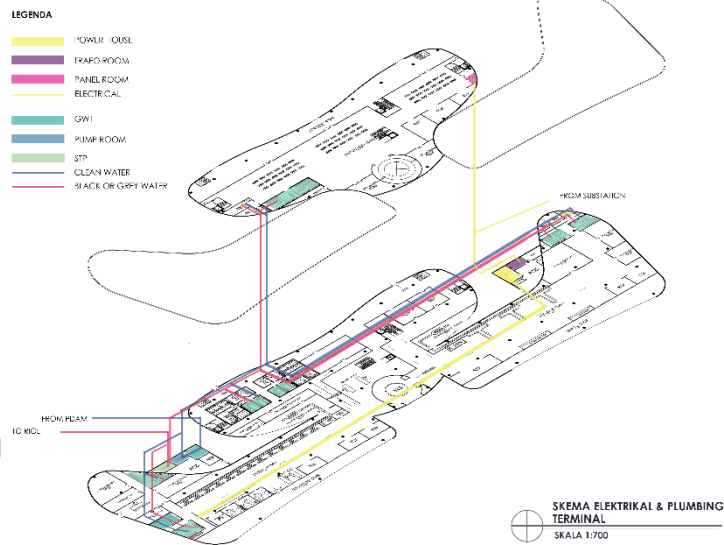 LEGENDA
POWER HOUSE
TRAFO ROOM
PANEL ROOM
ELECTRICAL
GWT
PUMP ROOM
STP
CLEAN WATER
BLACK OR GREY WATER
FROM SUBSTATION
FROM PDAM
TO RIOL
SKEMA ELEKTRIKAL & PLUMBING
TERMINAL
SKALA 1:700